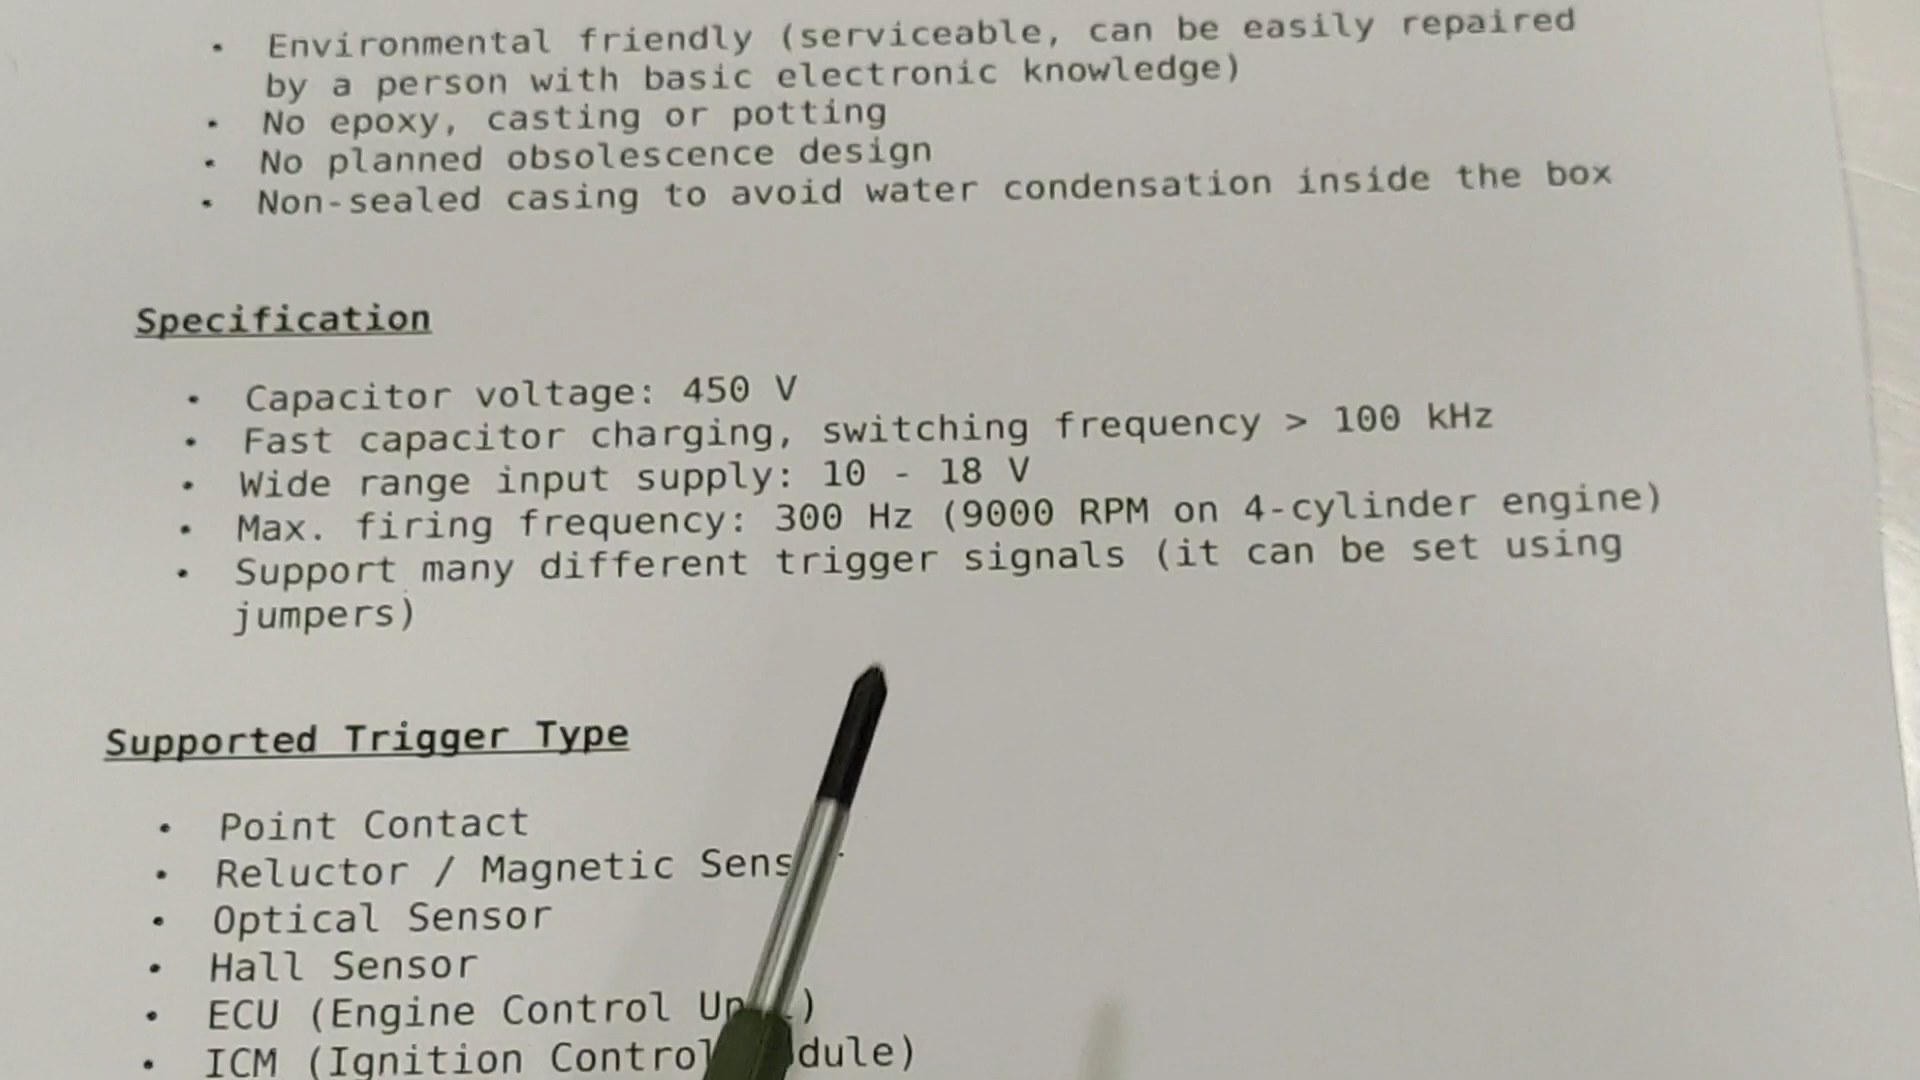 • Environmental friendly (serviceable, can be easily repaired
by a person with basic electronic knowledge)
• No epoxy, casting or potting
• No planned obsolescence design
• Non-sealed casing to avoid water condensation inside the box
Specification
• Capacitor voltage: 450 V
• Fast capacitor charging, switching frequency > 100 kHz
• Wide range input supply: 10 - 18 V
• Max. firing frequency: 300 Hz (9000 RPM on 4-cylinder engine)
• Support many different trigger signals (it can be set using
jumpers)
Supported Trigger Type
• Point Contact
• Reluctor / Magnetic
• Optical Sensor
• Hall Sensor
• ECU (Engine Control
• ICM (Ignition Control